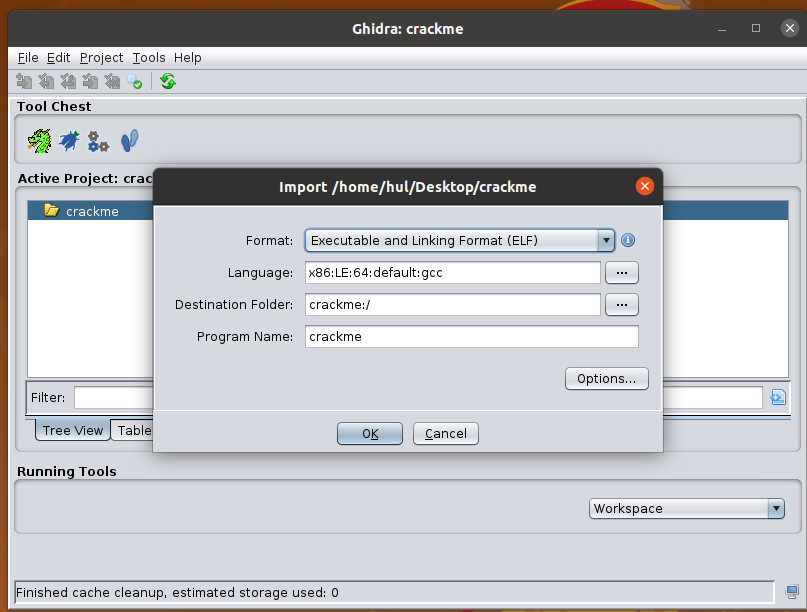 Ghidra: crackme
File Edit Project Tools Help
Tool Chest
Active Project: crac
crackme
Import /home/hul/Desktop/crackme
Format: Executable and Linking Format (ELF)
Language: x86:LE:64:default:gcc ...
Destination Folder: crackme:/ ...
Program Name: crackme
Options...
OK Cancel
Filter:
Tree View Table
Running Tools
Workspace
Finished cache cleanup, estimated storage used: 0